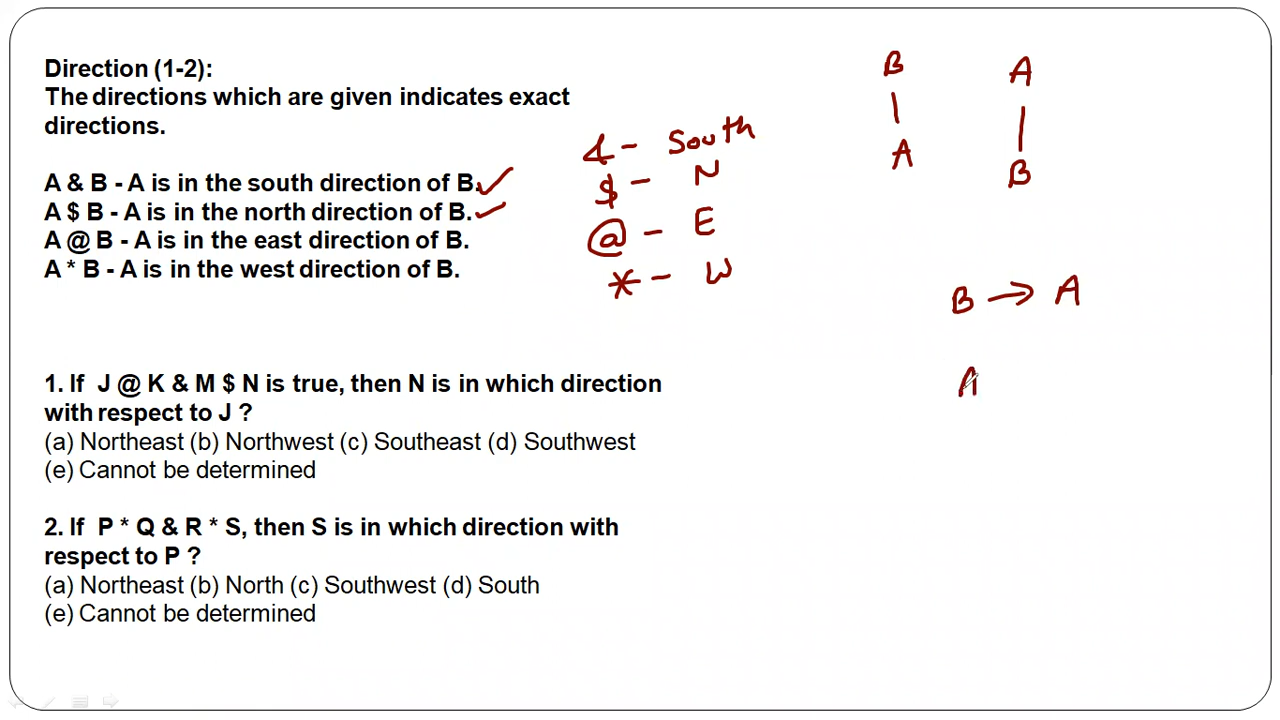 Direction (1-2):
The directions which are given indicates exact
directions.
A & B - A is in the south direction of B.
A $ B - A is in the north direction of B.
A @ B - A is in the east direction of B.
A * B - A is in the west direction of B.
& - South
$ - N
@ - E
* - W
B A
A B
B → A
A
1. If J @ K & M $ N is true, then N is in which direction
with respect to J ?
(a) Northeast (b) Northwest (c) Southeast (d) Southwest
(e) Cannot be determined
2. If P * Q & R * S, then S is in which direction with
respect to P ?
(a) Northeast (b) North (c) Southwest (d) South
(e) Cannot be determined